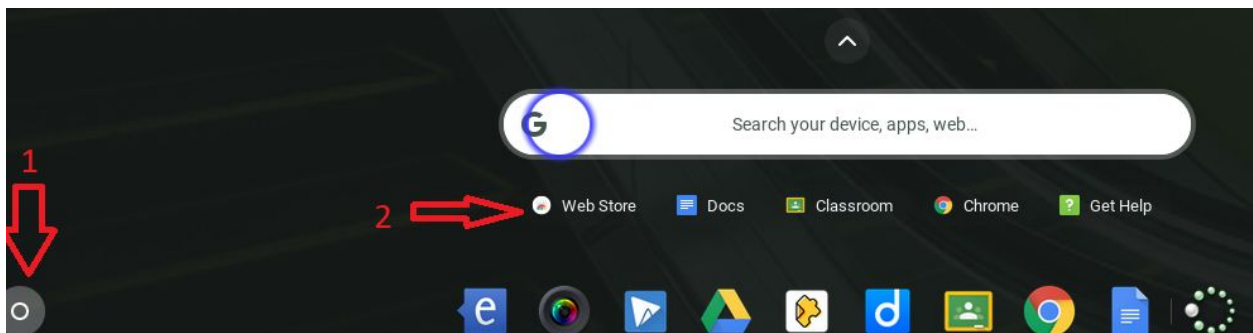 Search your device, apps, web...
1
2
Web Store
Docs
Classroom
Chrome
Get Help